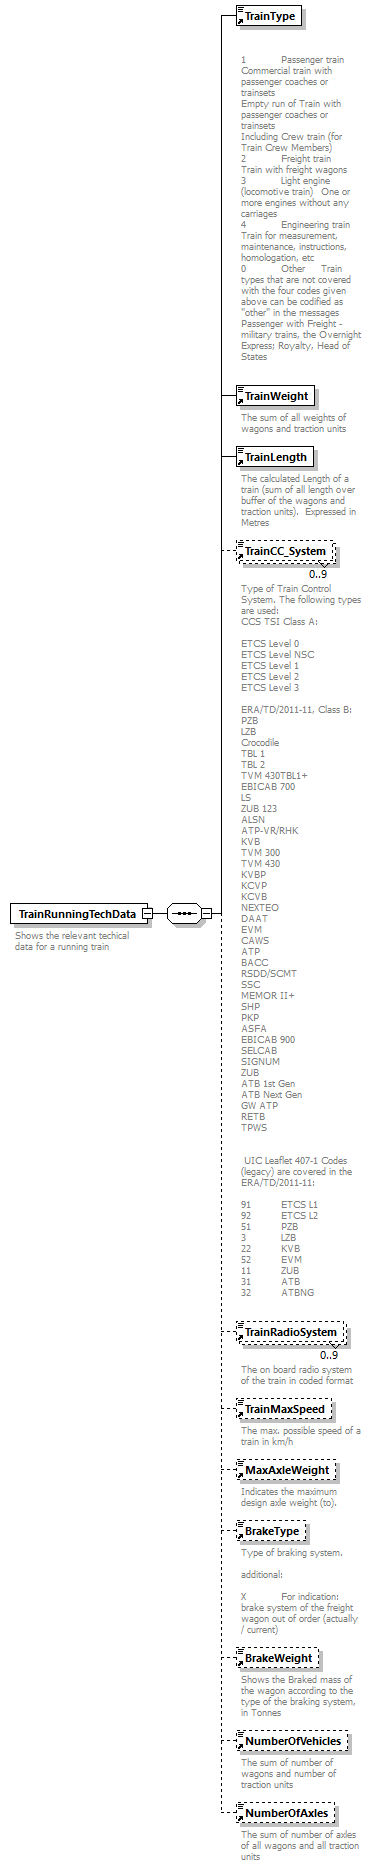 TrainType
1 Passenger train
Commercial train with
passenger coaches or
trainsets
Empty run of Train with
passenger coaches or
trainsets
Including Crew train (for
Train Crew Members)
2 Freight train
Train with freight wagons
3 Light engine
(locomotive train) One or
more engines without any
carriages
4 Engineering train
Train for measurement,
maintenance, instructions,
homologation, etc
0 Other Train
types that are not covered
with the four codes given
above can be codified as
"other" in the messages
Passenger with Freight -
military trains, the Overnight
Express; Royalty, Head of
States
TrainWeight
The sum of all weights of
wagons and traction units
TrainLength
The calculated Length of a
train (sum of all length over
buffer of the wagons and
traction units). Expressed in
Metres
TrainCC_System
0..9
Type of Train Control
System. The following types
are used:
CCS TSI Class A:
ETCS Level 0
ETCS Level NSC
ETCS Level 1
ETCS Level 2
ETCS Level 3
ERA/TD/2011-11, Class B:
PZB
LZB
Crocodile
TBL 1
TBL 2
TVM 430TBL1+
EBICAB 700
LS
ZUB 123
ALSN
ATP-VR/RHK
KVB
TVM 300
TVM 430
KVBP
KCVP
KCVB
NEXTEO
DAAT
EVM
CAWS
ATP
BACC
RSDD/SCMT
SSC
MEMOR II+
SHP
PKP
ASFA
EBICAB 900
SELCAB
SIGNUM
ZUB
ATB 1st Gen
ATB Next Gen
GW ATP
RETB
TPWS
UIC Leaflet 407-1 Codes
(legacy) are covered in the
ERA/TD/2011-11:
91 ETCS L1
92 ETCS L2
51 PZB
3 LZB
22 KVB
52 EVM
11 ZUB
31 ATB
32 ATBNG
TrainRunningTechData
Shows the relevant techical
data for a running train
TrainRadioSystem
0..9
The on board radio system
of the train in coded format
TrainMaxSpeed
The max. possible speed of a
train in km/h
MaxAxleWeight
Indicates the maximum
design axle weight (to).
BrakeType
Type of braking system.
additional:
X For indication:
brake system of the freight
wagon out of order (actually
/ current)
BrakeWeight
Shows the Braked mass of
the wagon according to the
type of the braking system,
in Tonnes
NumberOfVehicles
The sum of number of
wagons and number of
traction units
NumberOfAxles
The sum of number of axles
of all wagons and all traction
units